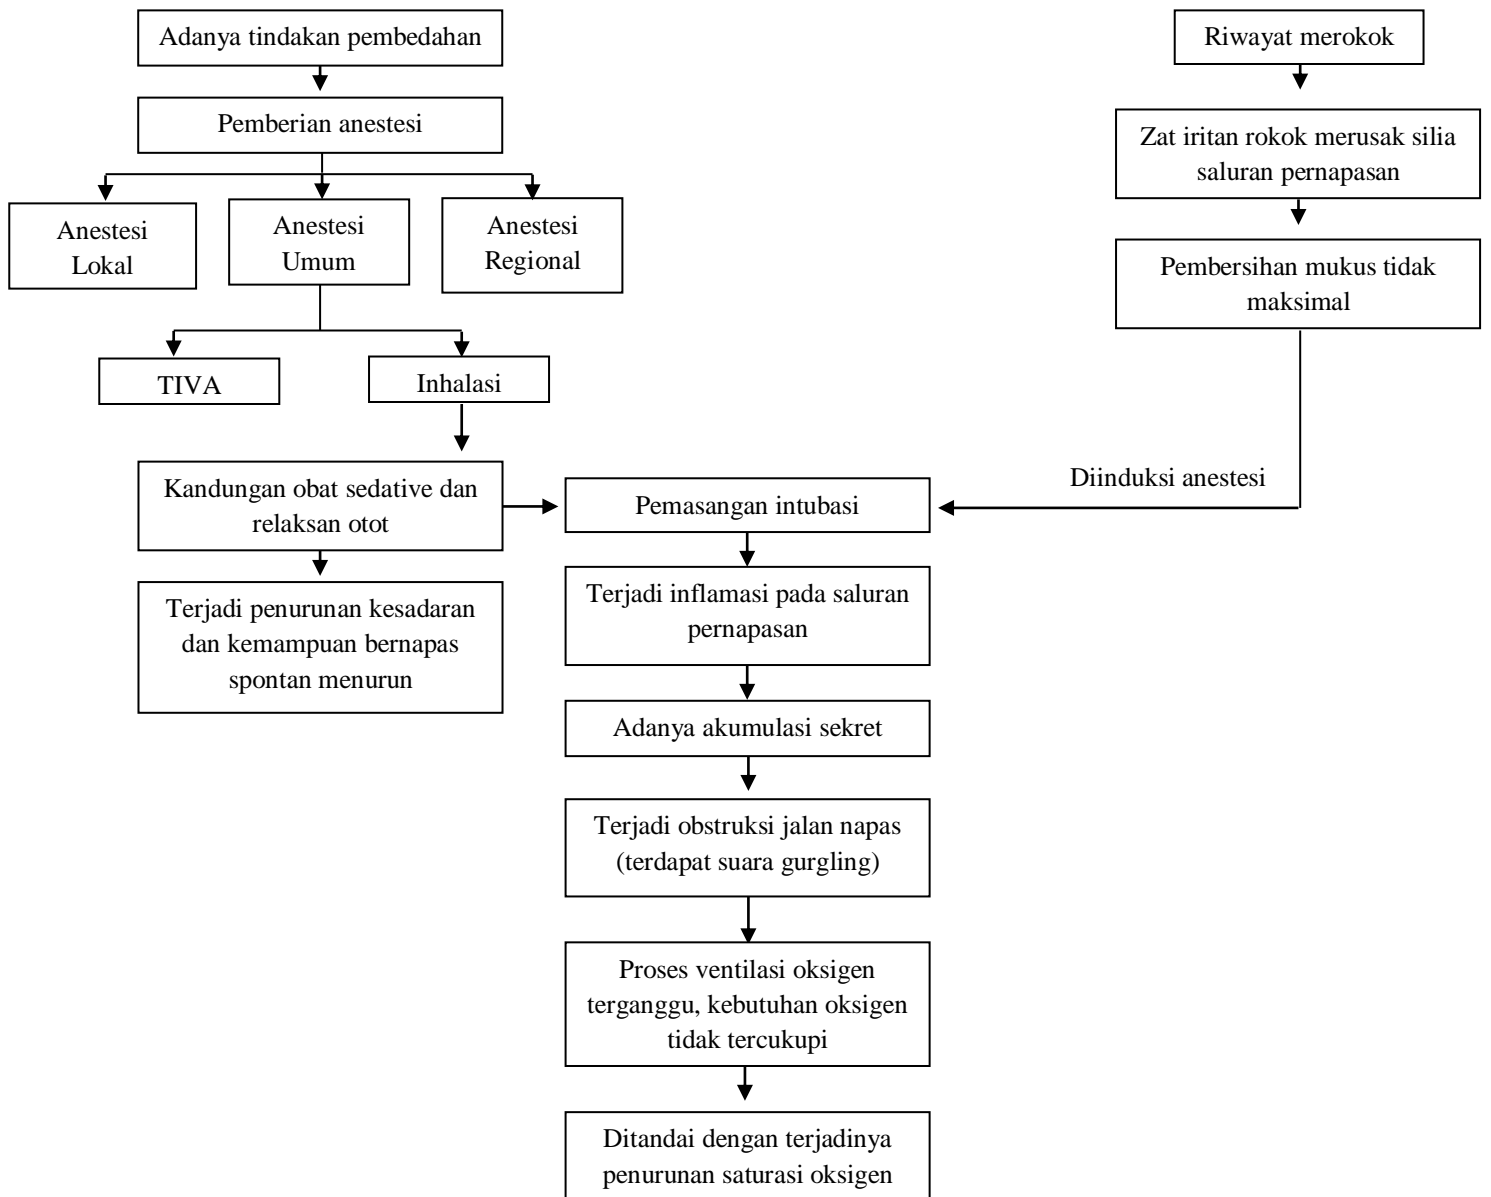 Adanya tindakan pembedahan
Riwayat merokok
Pemberian anestesi
Zat iritan rokok merusak silia
saluran pernapasan
Anestesi
Lokal
Anestesi
Umum
Anestesi
Regional
Pembersihan mukus tidak
maksimal
TIVA
Inhalasi
Kandungan obat sedative dan
relaksan otot
Pemasangan intubasi
Diinduksi anestesi
Terjadi penurunan kesadaran
dan kemampuan bernapas
spontan menurun
Terjadi inflamasi pada saluran
pernapasan
Adanya akumulasi sekret
Terjadi obstruksi jalan napas
(terdapat suara gurgling)
Proses ventilasi oksigen
terganggu, kebutuhan oksigen
tidak tercukupi
Ditandai dengan terjadinya
penurunan saturasi oksigen